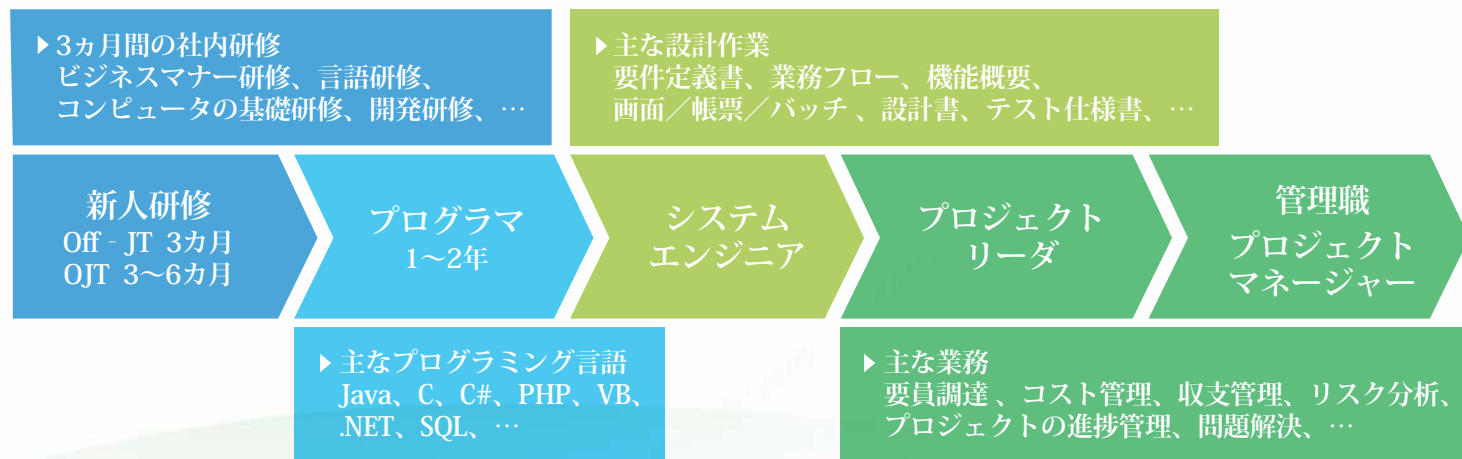 ▶3ヵ月間の社内研修
ビジネスマナー研修、言語研修、
コンピュータの基礎研修、開発研修、…
▶主な設計作業
要件定義書、業務フロー、機能概要、
画面／帳票／バッチ 、設計書、テスト仕様書、…
新人研修
Off‐JT 3カ月
OJT 3〜6カ月
プログラマ
1〜2年
システム
エンジニア
プロジェクト
リーダ
管理職
プロジェクト
マネージャー
▶主なプログラミング言語
Java、C、C#、PHP、VB、
.NET、SQL、…
▶主な業務
要員調達 、コスト管理、収支管理、リスク分析、
プロジェクトの進捗管理、問題解決、…